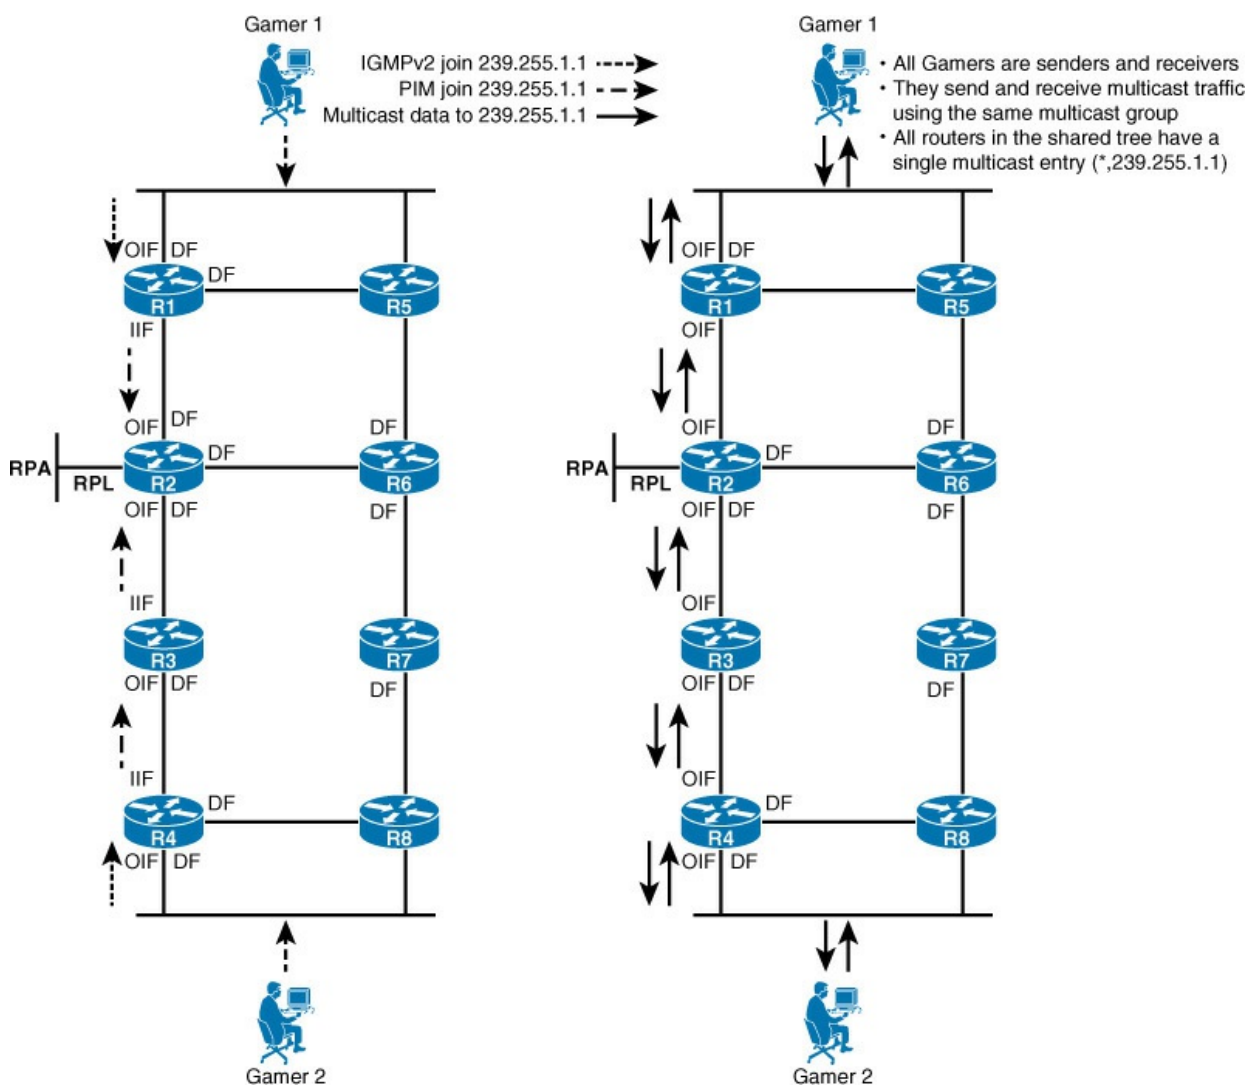 Gamer 1
IGMPv2 join 239.255.1.1
PIM join 239.255.1.1
Multicast data to 239.255.1.1
OIF DF
DF
R1
R5
IIF
DF
OIF
DF
DF
RPA
RPL
R2
R6
OIF DF
DF
IIF
R3
R7
OIF DF
DF
IIF
DF
R4
R8
OIF DF
Gamer 2
Gamer 1
• All Gamers are senders and receivers
• They send and receive multicast traffic
using the same multicast group
• All routers in the shared tree have a
single multicast entry (*,239.255.1.1)
OIF DF
R1
R5
OIF
OIF
DF
DF
RPA
RPL
R2
R6
OIF DF
DF
OIF
R3
R7
OIF DF
DF
OIF
DF
R4
R8
OIF DF
Gamer 2